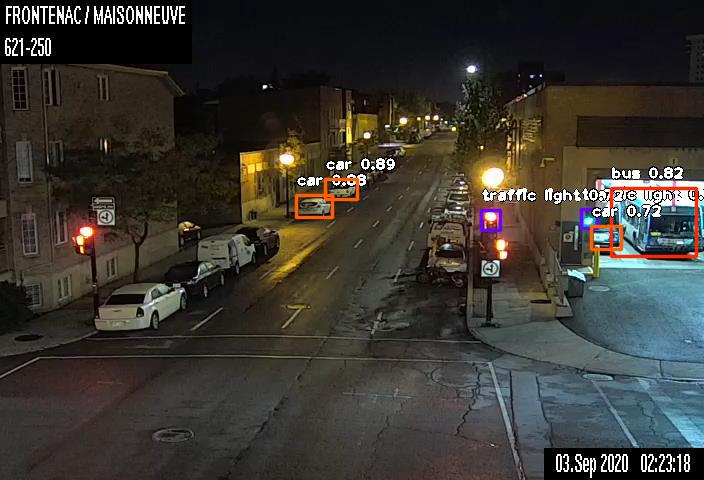 FRONTENAC / MAISONNEUVE
621-250
car 0.89
car 0.88
bus 0.82
traffic light
car 0.72
03.Sep 2020 02:23:18